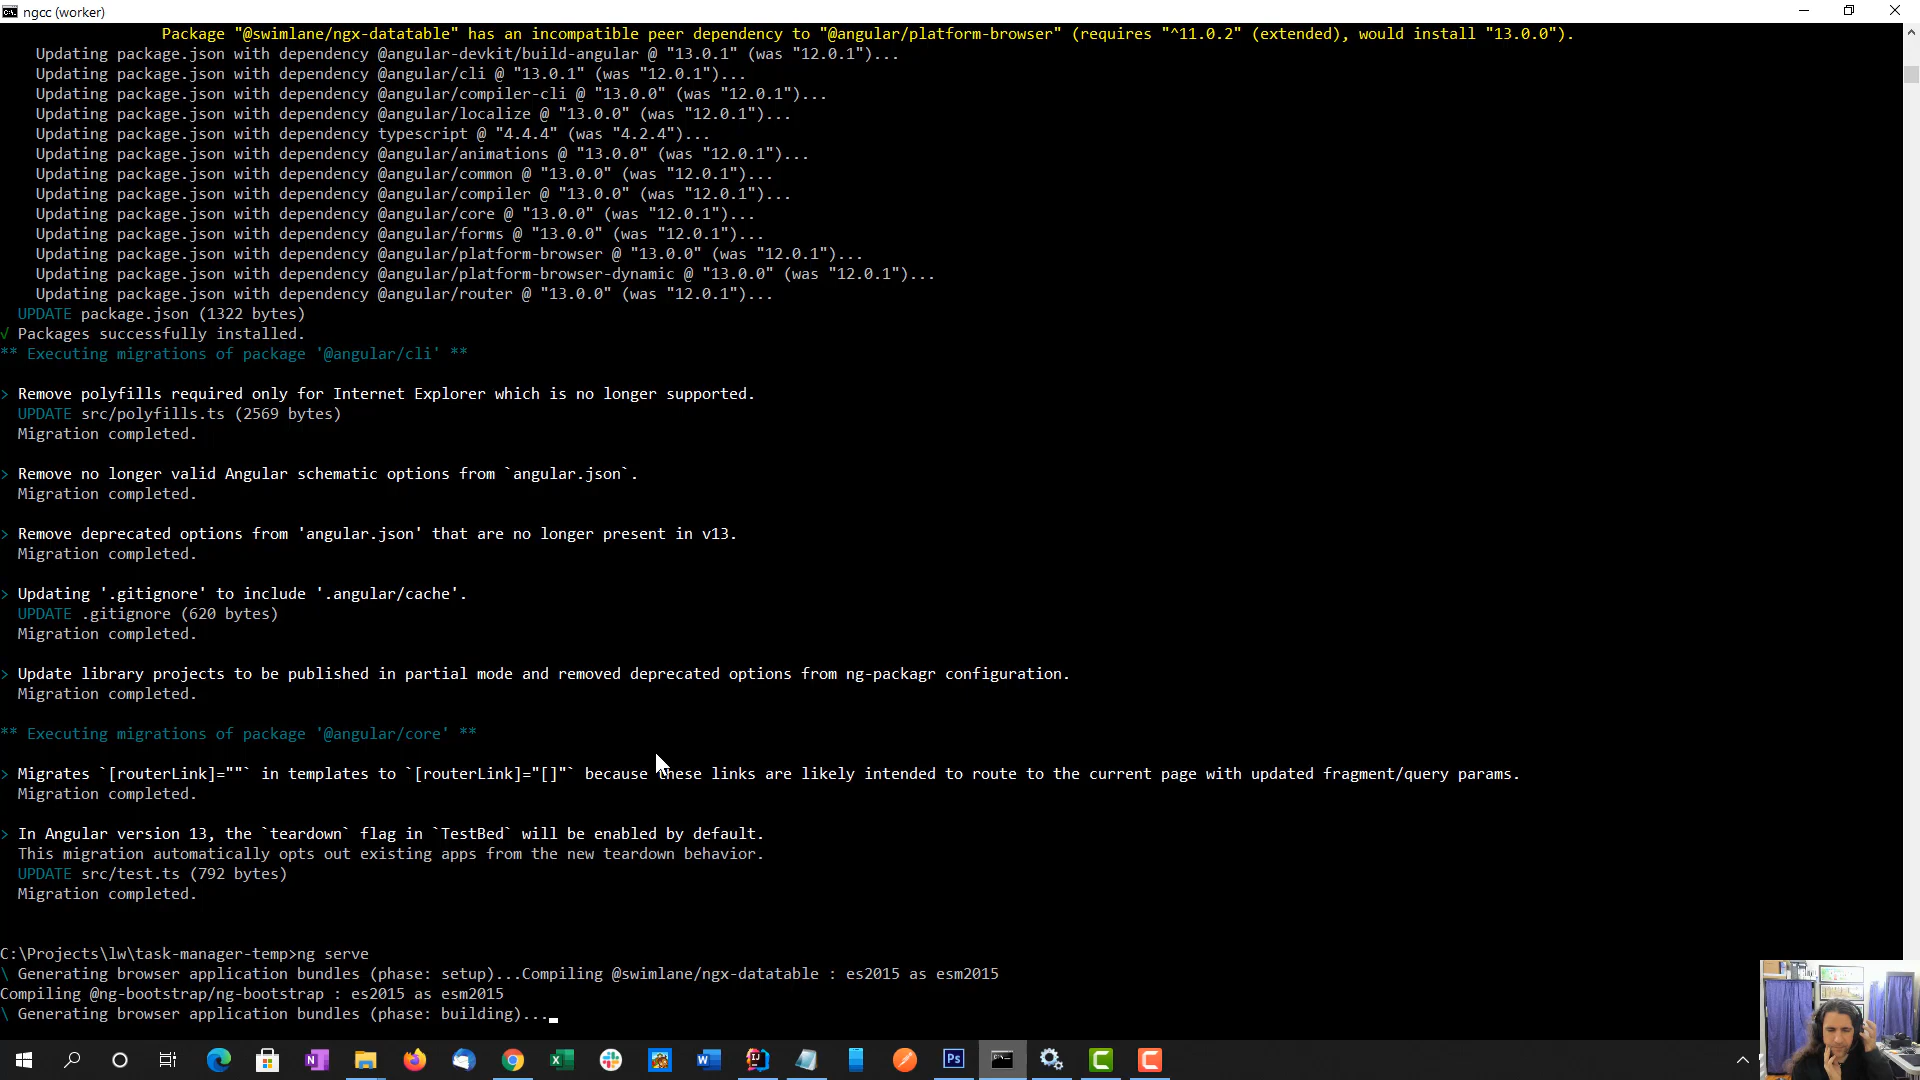 ngcc (worker)
Package "@swimlane/ngx-datatable" has an incompatible peer dependency to "@angular/platform-browser" (requires "^11.0.2" (extended), would install "13.0.0").
Updating package.json with dependency @angular-devkit/build-angular @ "13.0.1" (was "12.0.1")...
Updating package.json with dependency @angular/cli @ "13.0.1" (was "12.0.1")...
Updating package.json with dependency @angular/compiler-cli @ "13.0.0" (was "12.0.1")...
Updating package.json with dependency @angular/localize @ "13.0.0" (was "12.0.1")...
Updating package.json with dependency typescript @ "4.4.4" (was "4.2.4")...
Updating package.json with dependency @angular/animations @ "13.0.0" (was "12.0.1")...
Updating package.json with dependency @angular/common @ "13.0.0" (was "12.0.1")...
Updating package.json with dependency @angular/compiler @ "13.0.0" (was "12.0.1")...
Updating package.json with dependency @angular/core @ "13.0.0" (was "12.0.1")...
Updating package.json with dependency @angular/forms @ "13.0.0" (was "12.0.1")...
Updating package.json with dependency @angular/platform-browser @ "13.0.0" (was "12.0.1")...
Updating package.json with dependency @angular/platform-browser-dynamic @ "13.0.0" (was "12.0.1")...
Updating package.json with dependency @angular/router @ "13.0.0" (was "12.0.1")...
UPDATE package.json (1322 bytes)
√ Packages successfully installed.
** Executing migrations of package '@angular/cli' **
> Remove polyfills required only for Internet Explorer which is no longer supported.
UPDATE src/polyfills.ts (2569 bytes)
Migration completed.
> Remove no longer valid Angular schematic options from `angular.json`.
Migration completed.
> Remove deprecated options from 'angular.json' that are no longer present in v13.
Migration completed.
> Updating '.gitignore' to include '.angular/cache'.
UPDATE .gitignore (620 bytes)
Migration completed.
> Update library projects to be published in partial mode and removed deprecated options from ng-packagr configuration.
Migration completed.
** Executing migrations of package '@angular/core' **
> Migrates `[routerLink]=""` in templates to `[routerLink]="[]"` because these links are likely intended to route to the current page with updated fragment/query params.
Migration completed.
> In Angular version 13, the `teardown` flag in `TestBed` will be enabled by default.
This migration automatically opts out existing apps from the new teardown behavior.
UPDATE src/test.ts (792 bytes)
Migration completed.
C:\Projects\lw\task-manager-temp>ng serve
\ Generating browser application bundles (phase: setup)...Compiling @swimlane/ngx-datatable : es2015 as esm2015
Compiling @ng-bootstrap/ng-bootstrap : es2015 as esm2015
\ Generating browser application bundles (phase: building)...